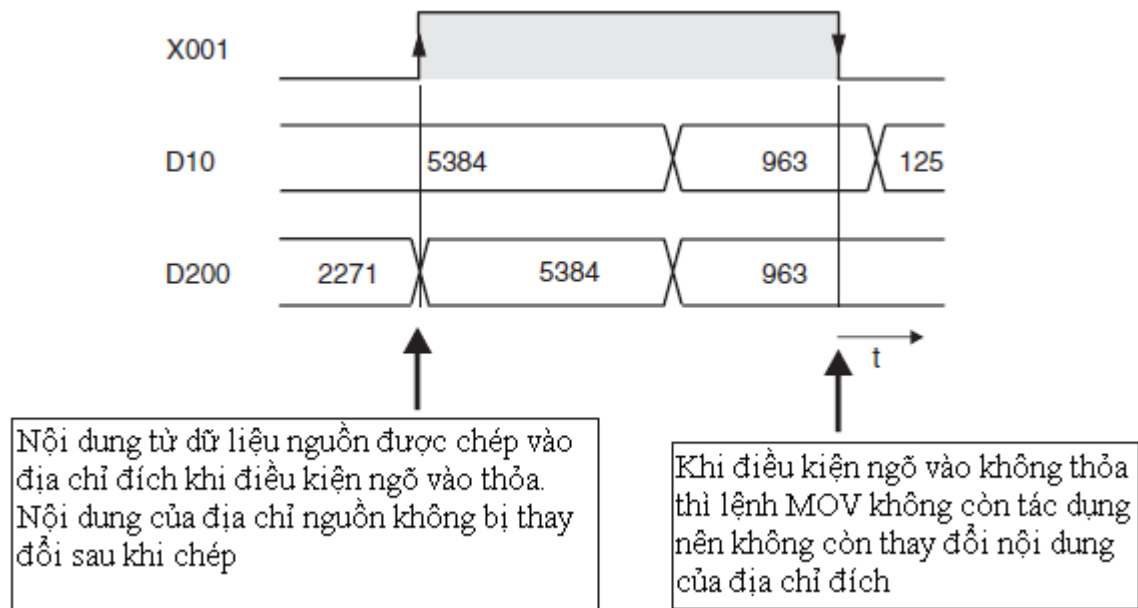 X001
D10 5384 963 125
D200 2271 5384 963
t
Nội dung từ dữ liệu nguồn được chép vào
địa chỉ đích khi điều kiện ngõ vào thỏa.
Nội dung của địa chỉ nguồn không bị thay
đổi sau khi chép
Khi điều kiện ngõ vào không thỏa
thì lệnh MOV không còn tác dụng
nên không còn thay đổi nội dung
của địa chỉ đích